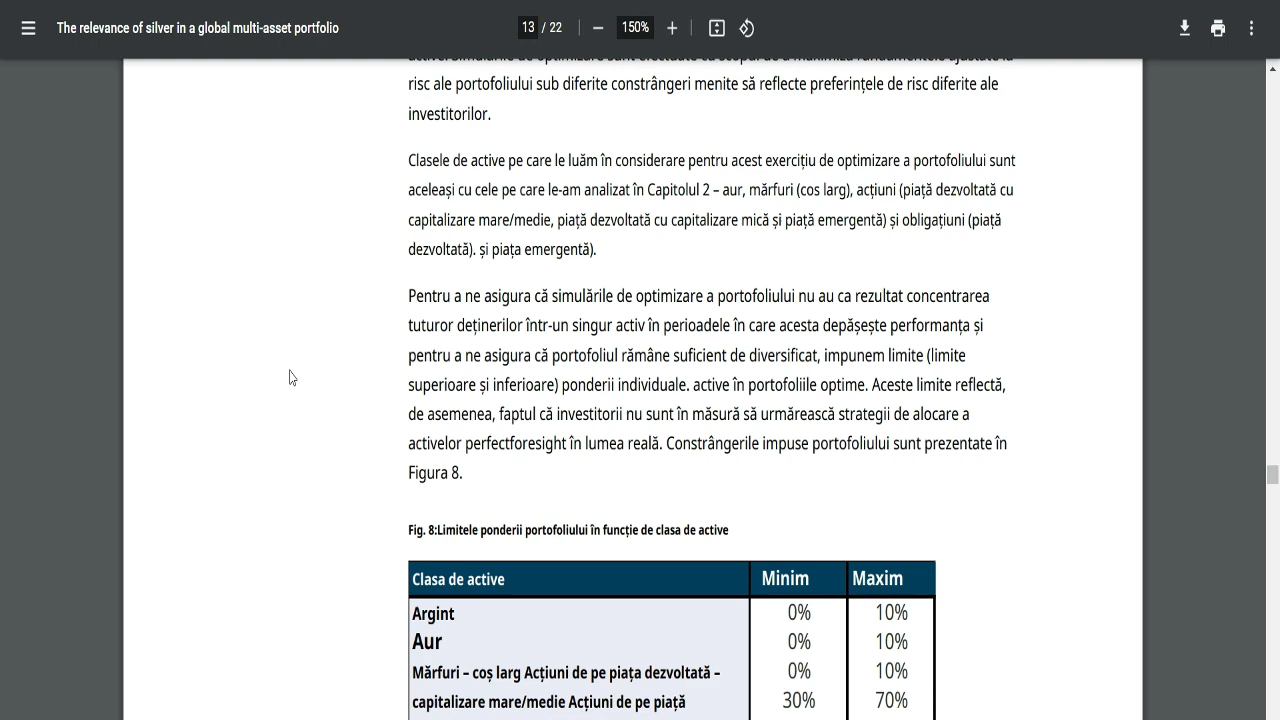 The relevance of silver in a global multi-asset portfolio
13 / 22
150%
risc ale portofoliului sub diferite constrângeri menite să reflecte preferințele de risc diferite ale
investitorilor.
Clasele de active pe care le luăm în considerare pentru acest exercițiu de optimizare a portofoliului sunt
aceleași cu cele pe care le-am analizat în Capitolul 2 – aur, mărfuri (cos larg), acțiuni (piață dezvoltată cu
capitalizare mare/medie, piață dezvoltată cu capitalizare mică și piață emergentă) și obligațiuni (piață
dezvoltată). și piața emergentă).
Pentru a ne asigura că simulările de optimizare a portofoliului nu au ca rezultat concentrarea
tuturor deținerilor într-un singur activ în perioadele în care acesta depășește performanța și
pentru a ne asigura că portofoliul rămâne suficient de diversificat, impunem limite (limite
superioare și inferioare) ponderii individuale. active în portofoliile optime. Aceste limite reflectă,
de asemenea, faptul că investitorii nu sunt în măsură să urmărească strategii de alocare a
activelor perfectforesight în lumea reală. Constrângerile impuse portofoliului sunt prezentate în
Figura 8.
Fig. 8:Limitele ponderii portofoliului în funcție de clasa de active
Clasa de active Minim Maxim
Argint 0% 10%
Aur 0% 10%
Mărfuri – coș larg Acțiuni de pe piața dezvoltată – 0% 10%
capitalizare mare/medie Acțiuni de pe piață 30% 70%